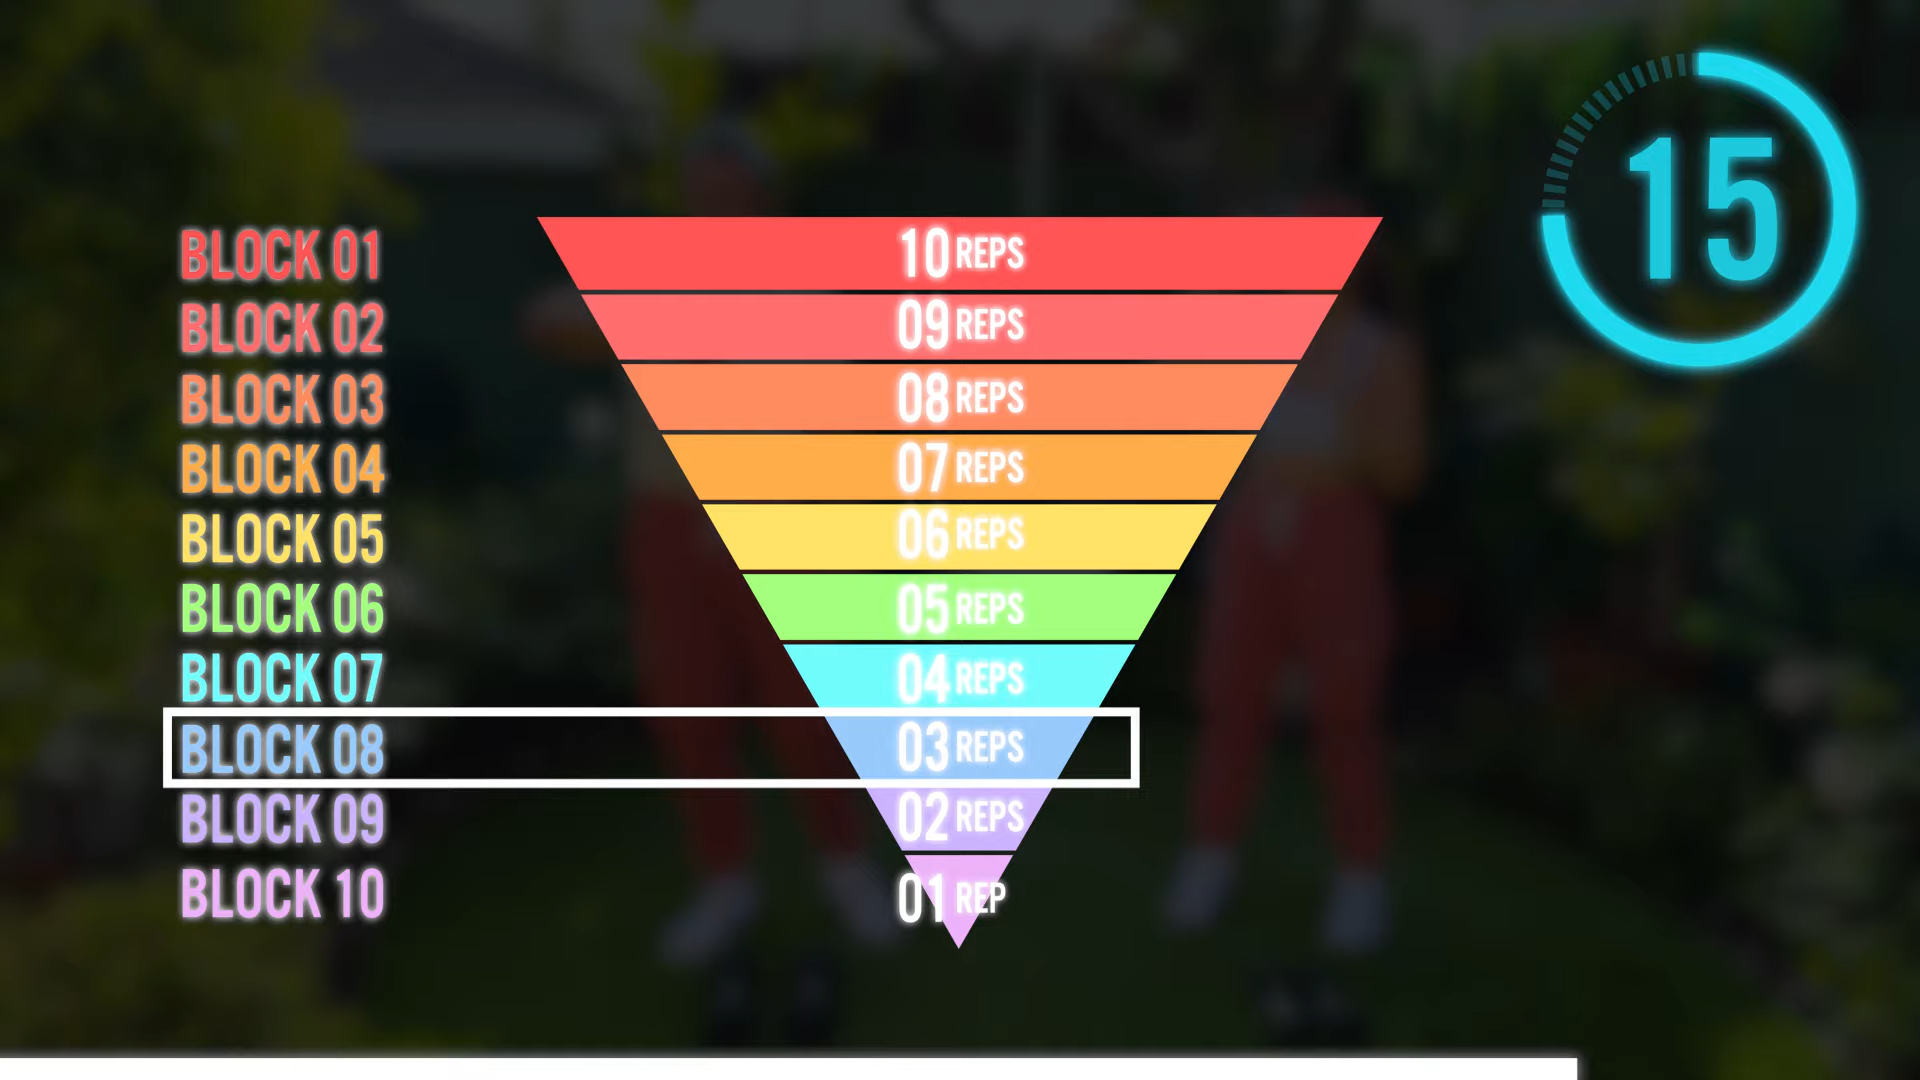 15
BLOCK 01 10 REPS
BLOCK 02 09 REPS
BLOCK 03 08 REPS
BLOCK 04 07 REPS
BLOCK 05 06 REPS
BLOCK 06 05 REPS
BLOCK 07 04 REPS
BLOCK 08 03 REPS
BLOCK 09 02 REPS
BLOCK 10 01 REP